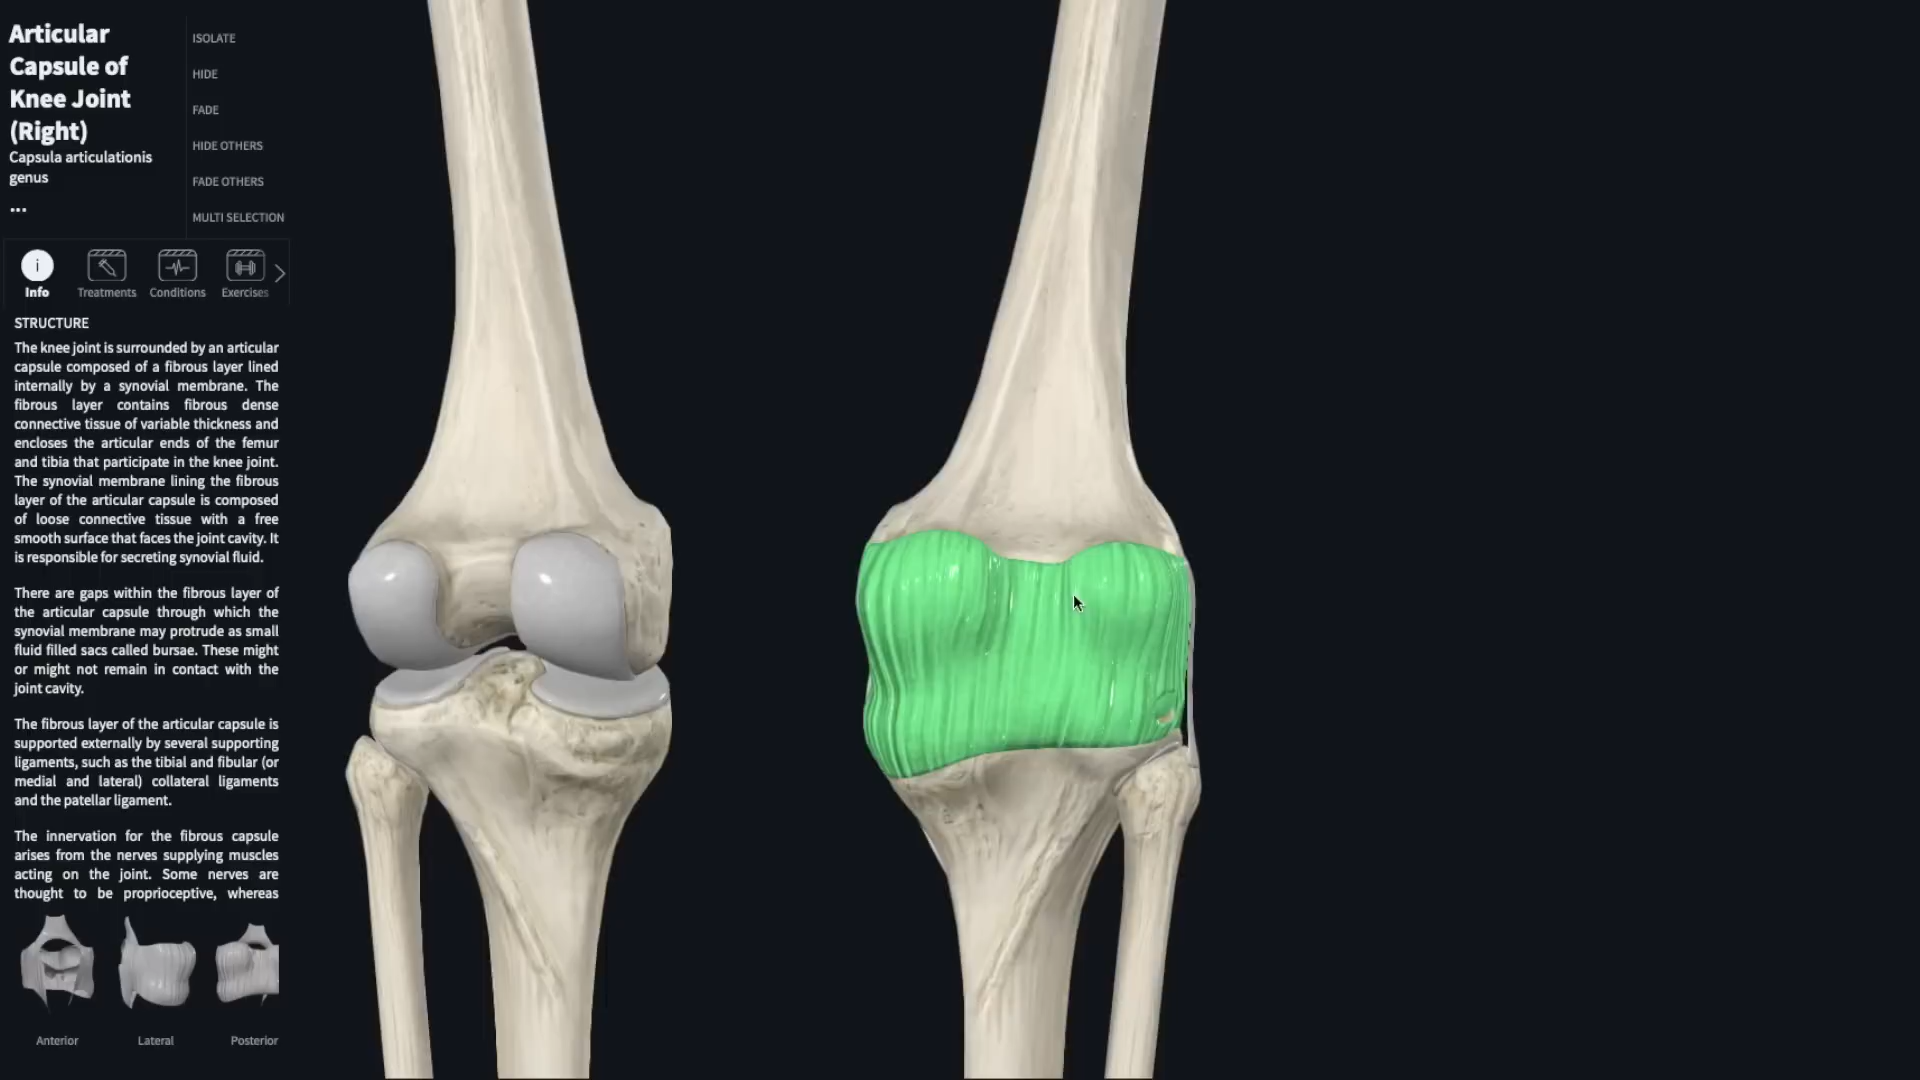 Articular
Capsule of
Knee Joint
(Right)
Capsula articulationis
genus
...
ISOLATE
HIDE
FADE
HIDE OTHERS
FADE OTHERS
MULTI SELECTION
i
Info
Treatments
Conditions
Exercises
STRUCTURE
The knee joint is surrounded by an articular
capsule composed of a fibrous layer lined
internally by a synovial membrane. The
fibrous layer contains fibrous dense
connective tissue of variable thickness and
encloses the articular ends of the femur
and tibia that participate in the knee joint.
The synovial membrane lining the fibrous
layer of the articular capsule is composed
of loose connective tissue with a free
smooth surface that faces the joint cavity. It
is responsible for secreting synovial fluid.
There are gaps within the fibrous layer of
the articular capsule through which the
synovial membrane may protrude as small
fluid filled sacs called bursae. These might
or might not remain in contact with the
joint cavity.
The fibrous layer of the articular capsule is
supported externally by several supporting
ligaments, such as the tibial and fibular (or
medial and lateral) collateral ligaments
and the patellar ligament.
The innervation for the fibrous capsule
arises from the nerves supplying muscles
acting on the joint. Some nerves are
thought to be proprioceptive, whereas
Anterior
Lateral
Posterior